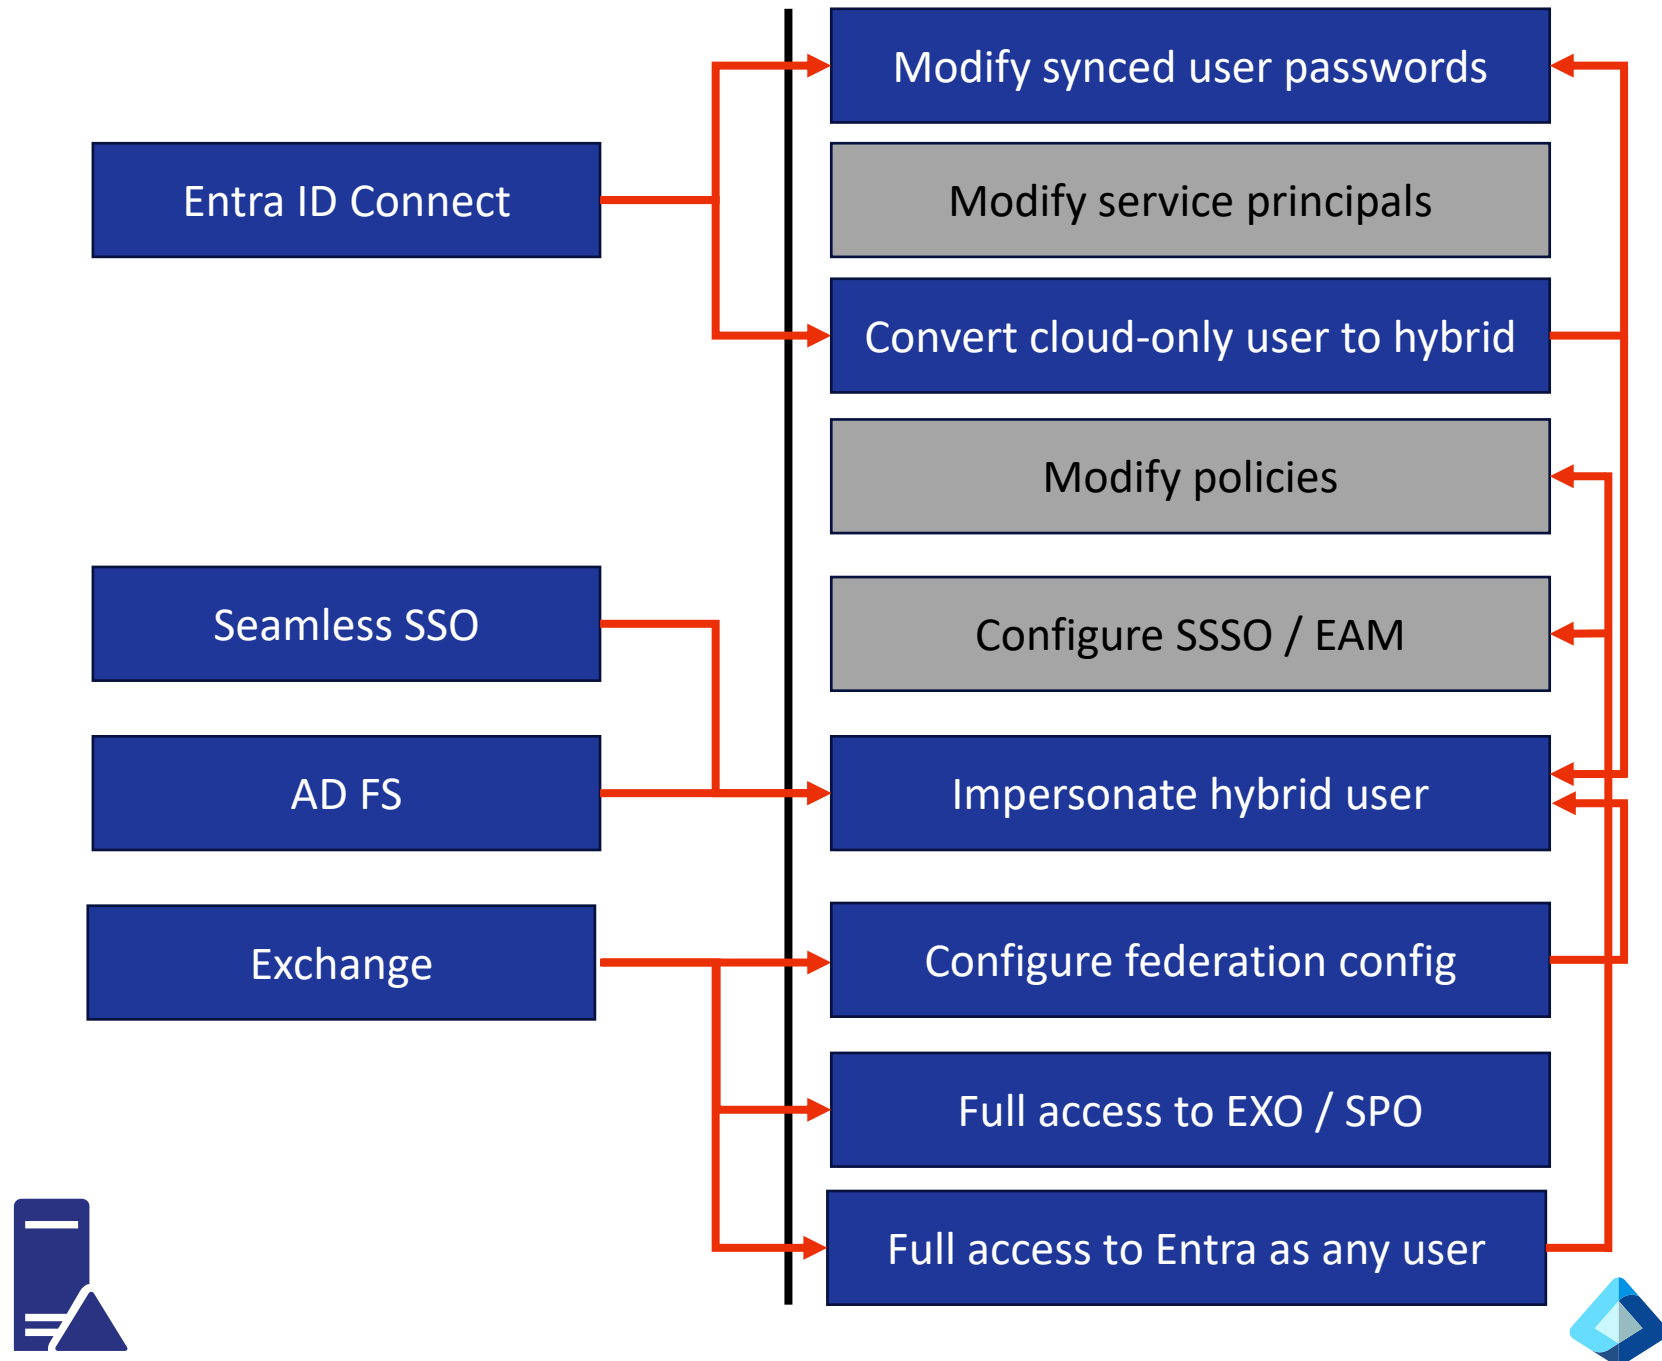 Modify synced user passwords
Entra ID Connect
Modify service principals
Convert cloud-only user to hybrid
Modify policies
Seamless SSO
Configure SSSO / EAM
AD FS
Impersonate hybrid user
Exchange
Configure federation config
Full access to EXO / SPO
Full access to Entra as any user